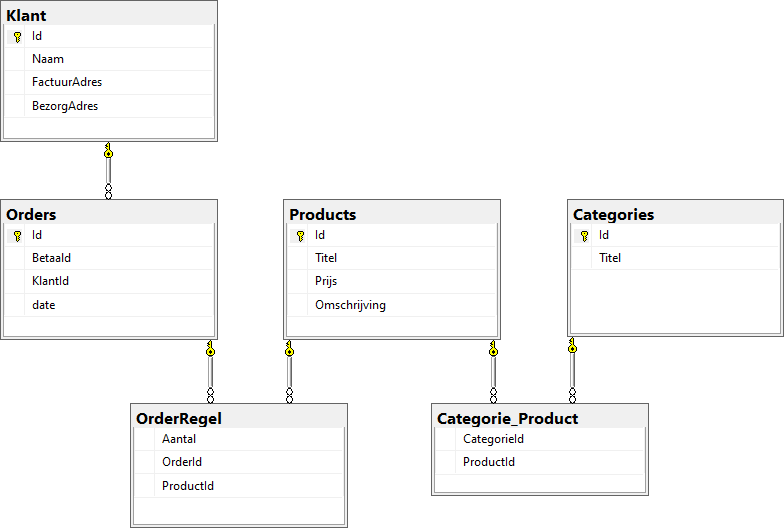 Klant
Id
Naam
FactuurAdres
BezorgAdres
Orders
Id
Betaald
KlantId
date
Products
Id
Titel
Prijs
Omschrijving
Categories
Id
Titel
OrderRegel
Aantal
OrderId
ProductId
Categorie_Product
CategorieId
ProductId